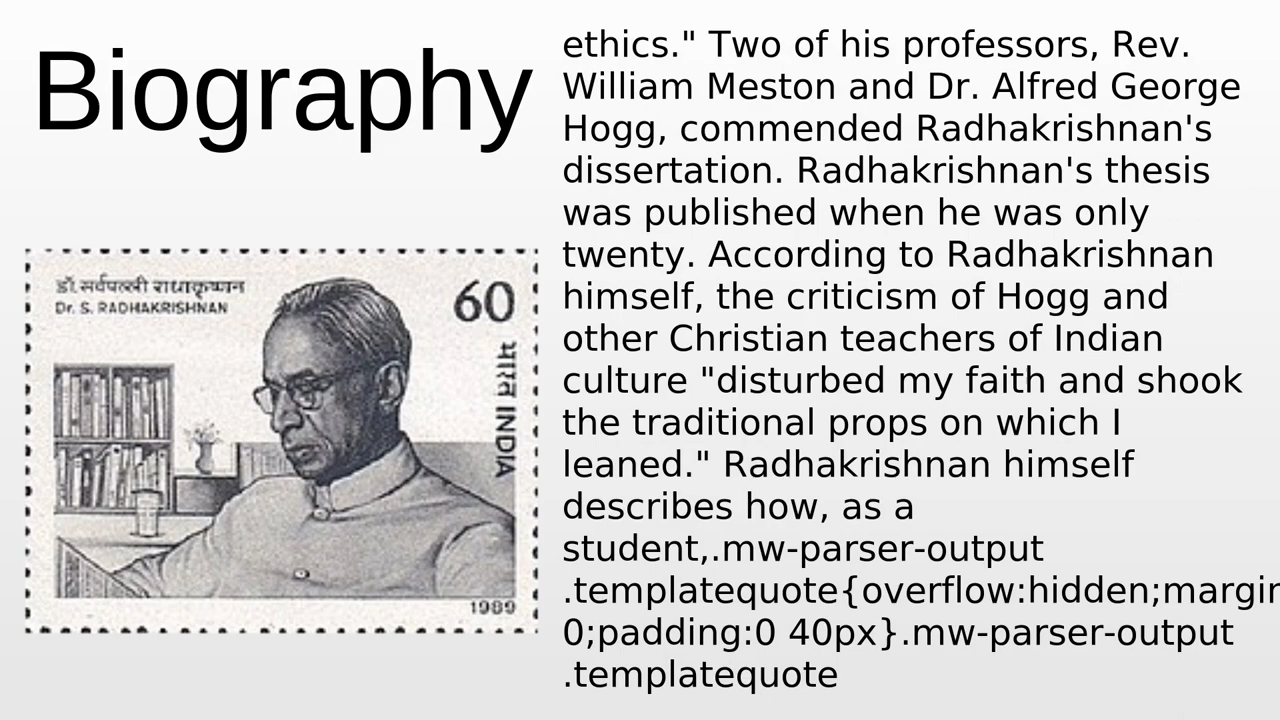 Biography
डॉ. सर्वपल्ली राधाकृष्णन
Dr. S. RADHAKRISHNAN
60
भारत INDIA
1989
ethics." Two of his professors, Rev.
William Meston and Dr. Alfred George
Hogg, commended Radhakrishnan's
dissertation. Radhakrishnan's thesis
was published when he was only
twenty. According to Radhakrishnan
himself, the criticism of Hogg and
other Christian teachers of Indian
culture "disturbed my faith and shook
the traditional props on which I
leaned." Radhakrishnan himself
describes how, as a
student,.mw-parser-output
.templatequote{overflow:hidden;margin
0;padding:0 40px}.mw-parser-output
.templatequote